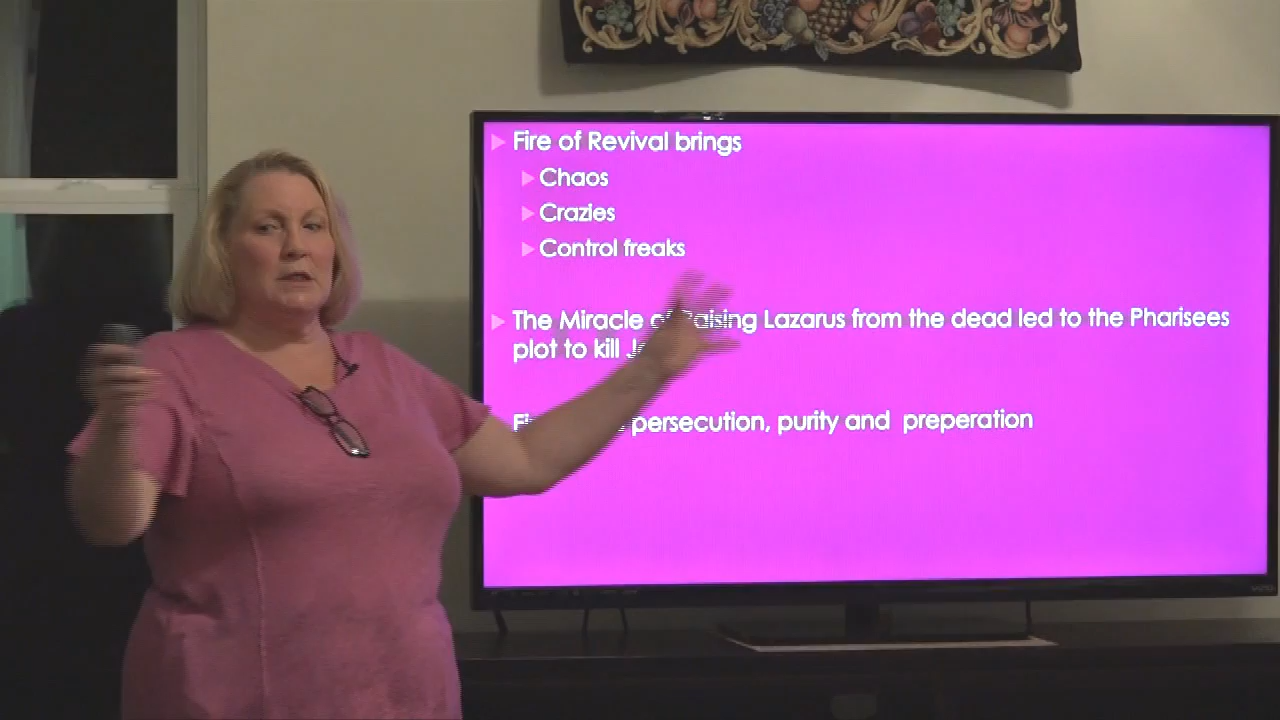 Fire of Revival brings
Chaos
Crazies
Control freaks
The Miracle of Raising Lazarus from the dead led to the Pharisees
plot to kill
persecution, purity and preperation
VIZIO